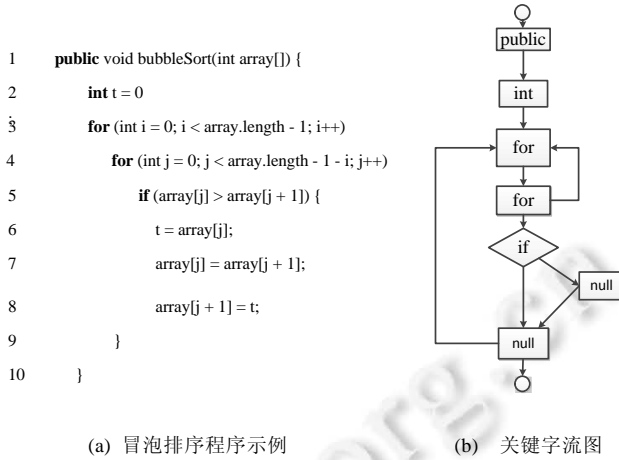 1 public void bubbleSort(int array[]) {
2 int t = 0
3 for (int i = 0; i < array.length - 1; i++)
4 for (int j = 0; j < array.length - 1 - i; j++)
5 if (array[j] > array[j + 1]) {
6 t = array[j];
7 array[j] = array[j + 1];
8 array[j + 1] = t;
9 }
10 }
(a) 冒泡排序程序示例
public
int
for
for
if
null
null
(b) 关键字流图
org.cn